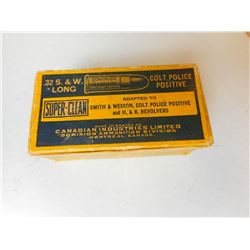 .32 S. & W.
LONG
COLT POLICE
POSITIVE
SUPER-CLEAN
ADAPTED TO
SMITH & WESSON, COLT POLICE POSITIVE
AND H. & R. REVOLVERS
CANADIAN INDUSTRIES LIMITED
DOMINION AMMUNITION DIVISION
MONTREAL CANADA